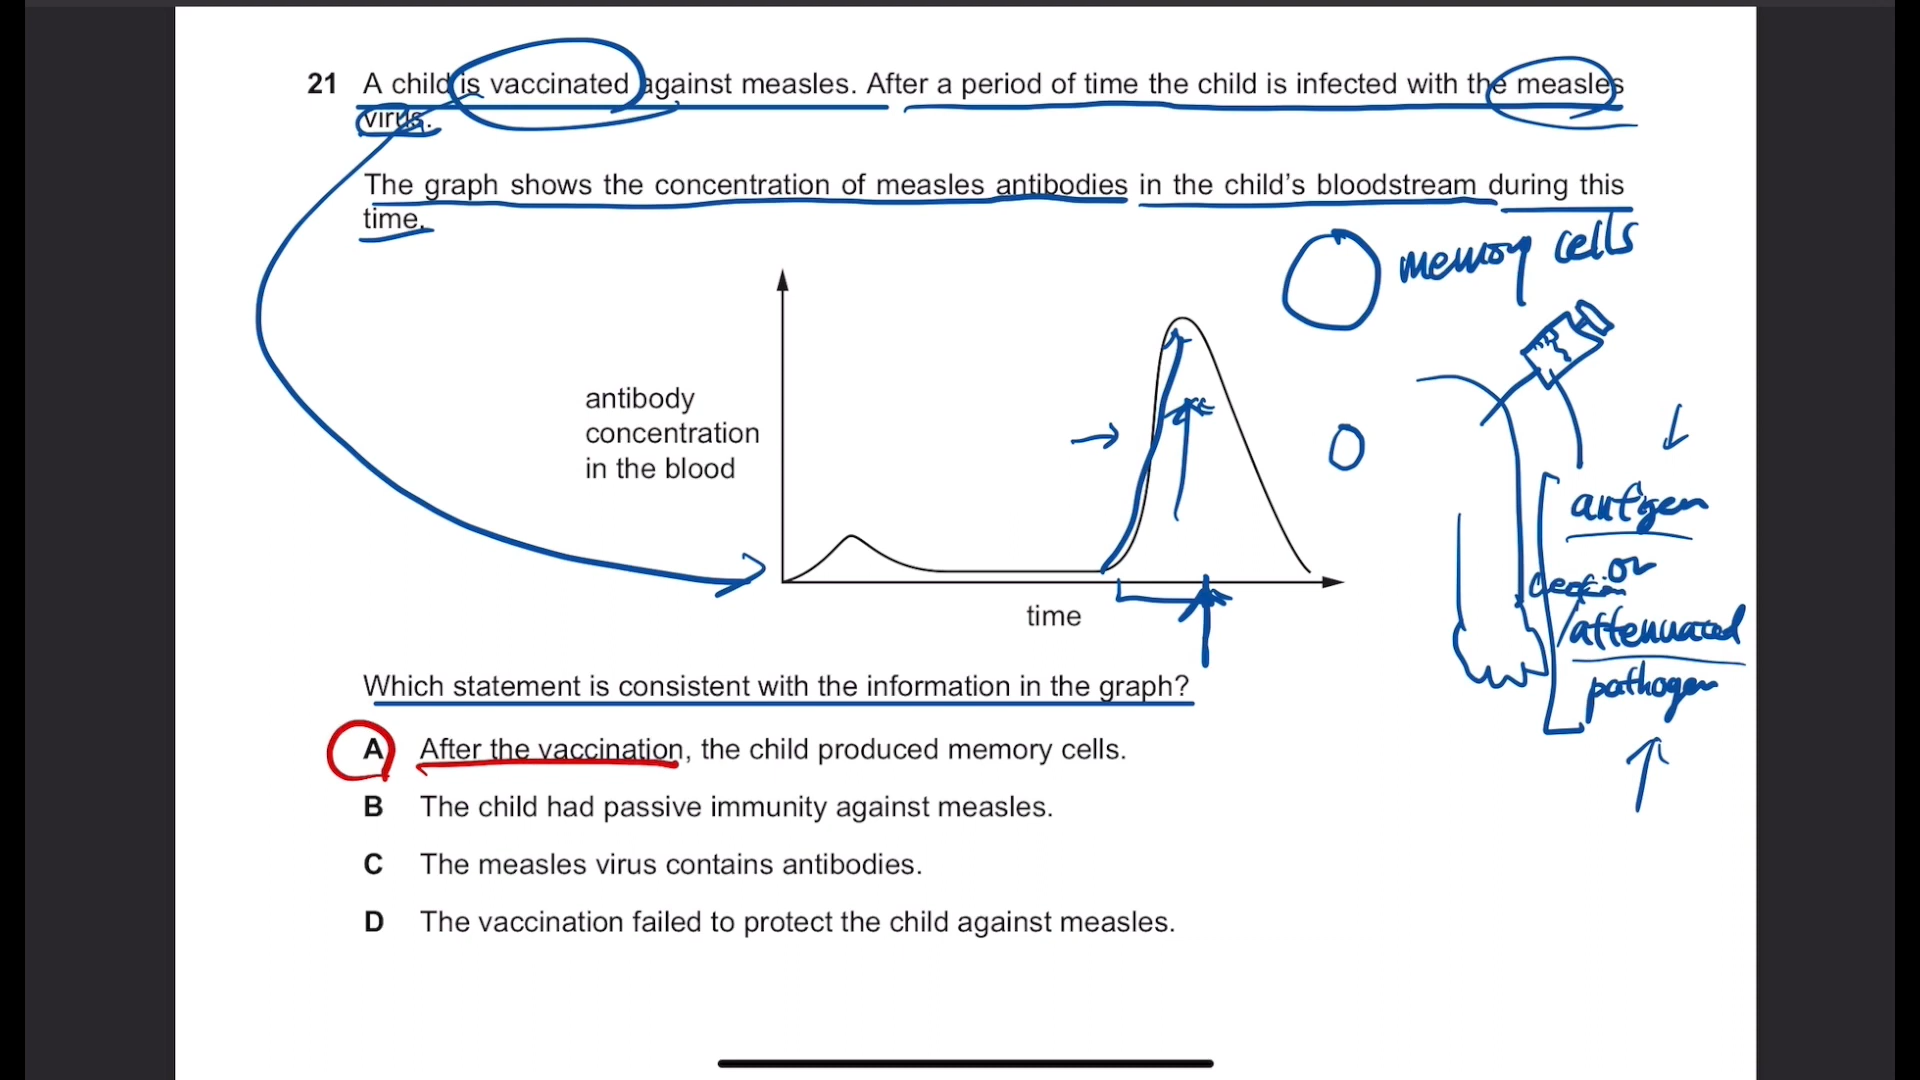 21 A child is vaccinated against measles. After a period of time the child is infected with the measles
virus.
The graph shows the concentration of measles antibodies in the child's bloodstream during this
time.
memory cells
antibody
concentration
in the blood
antigen
or
attenuated
pathogen
time
Which statement is consistent with the information in the graph?
A After the vaccination, the child produced memory cells.
B The child had passive immunity against measles.
C The measles virus contains antibodies.
D The vaccination failed to protect the child against measles.